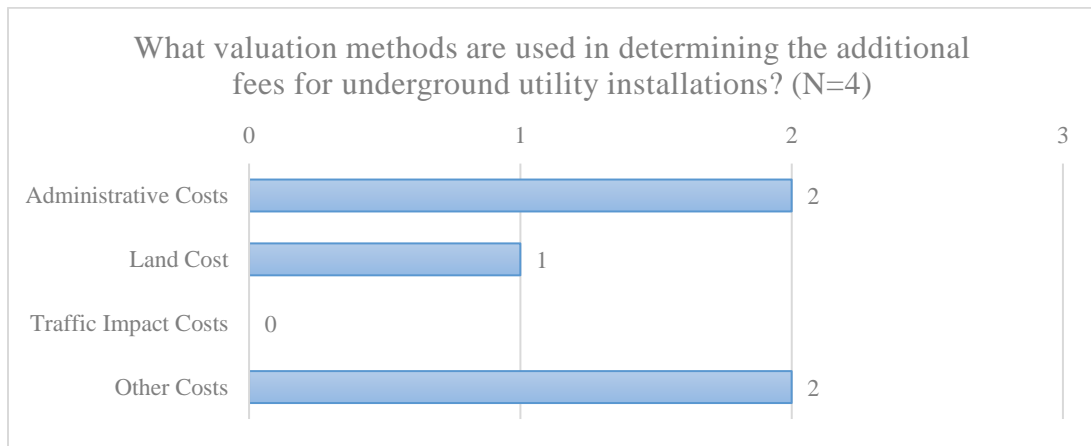 What valuation methods are used in determining the additional
fees for underground utility installations? (N=4)
0 1 2 3
Administrative Costs 2
Land Cost 1
Traffic Impact Costs 0
Other Costs 2